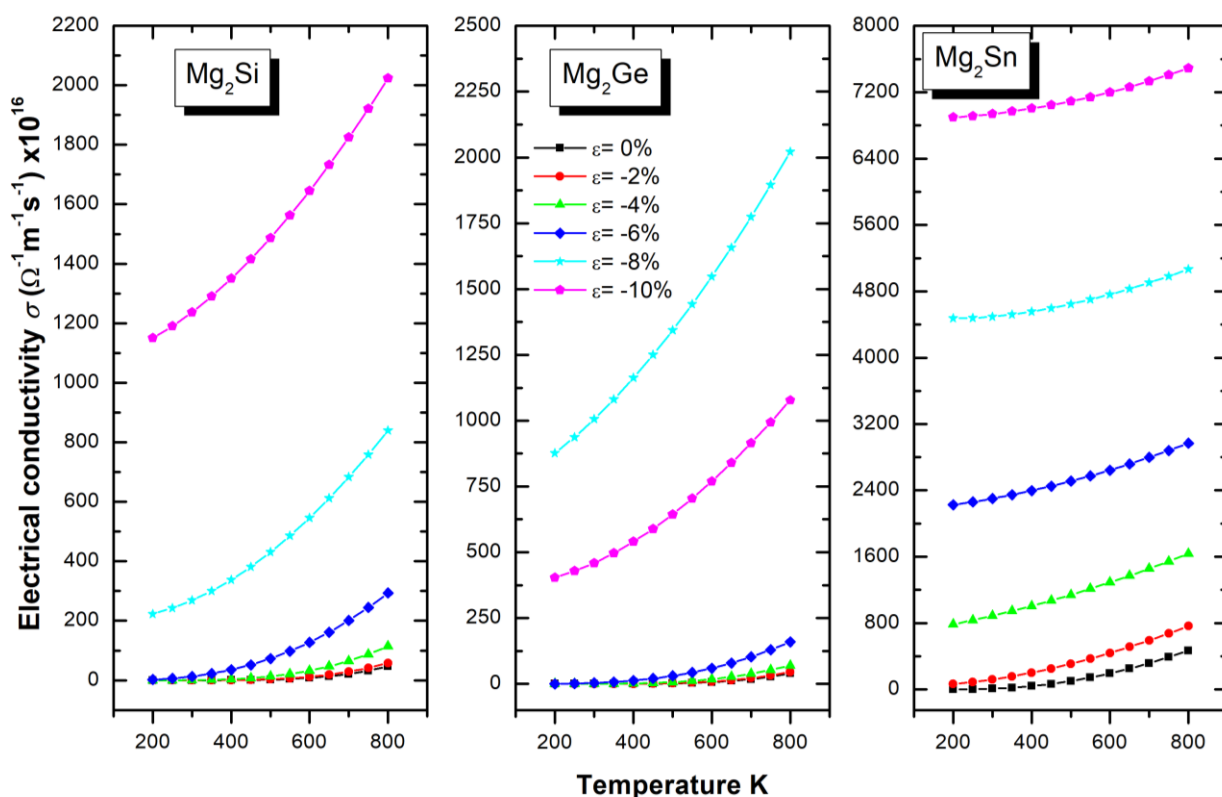 Electrical conductivity σ (Ω⁻¹m⁻¹s⁻¹) x10¹⁶
Mg₂Si
2200
2000
1800
1600
1400
1200
1000
800
600
400
200
0
200 400 600 800
Mg₂Ge
2500
2250
2000
1750
1500
1250
1000
750
500
250
0
ε= 0%
ε= -2%
ε= -4%
ε= -6%
ε= -8%
ε= -10%
200 400 600 800
Mg₂Sn
8000
7200
6400
5600
4800
4000
3200
2400
1600
800
0
200 400 600 800
Temperature K